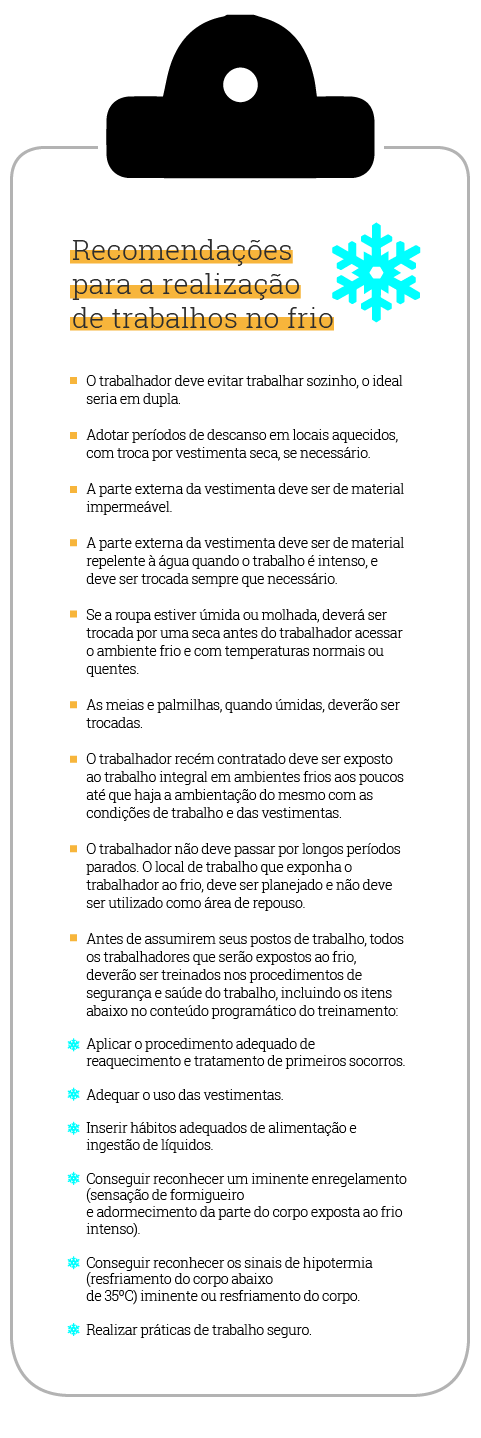 Recomendações
para a realização
de trabalhos no frio
O trabalhador deve evitar trabalhar sozinho, o ideal
seria em dupla.
Adotar períodos de descanso em locais aquecidos,
com troca por vestimenta seca, se necessário.
A parte externa da vestimenta deve ser de material
impermeável.
A parte externa da vestimenta deve ser de material
repelente à água quando o trabalho é intenso, e
deve ser trocada sempre que necessário.
Se a roupa estiver úmida ou molhada, deverá ser
trocada por uma seca antes do trabalhador acessar
o ambiente frio e com temperaturas normais ou
quentes.
As meias e palmilhas, quando úmidas, deverão ser
trocadas.
O trabalhador recém contratado deve ser exposto
ao trabalho integral em ambientes frios aos poucos
até que haja a ambientação do mesmo com as
condições de trabalho e das vestimentas.
O trabalhador não deve passar por longos períodos
parados. O local de trabalho que exponha o
trabalhador ao frio, deve ser planejado e não deve
ser utilizado como área de repouso.
Antes de assumirem seus postos de trabalho, todos
os trabalhadores que serão expostos ao frio,
deverão ser treinados nos procedimentos de
segurança e saúde do trabalho, incluindo os itens
abaixo no conteúdo programático do treinamento:
Aplicar o procedimento adequado de
reaquecimento e tratamento de primeiros socorros.
Adequar o uso das vestimentas.
Inserir hábitos adequados de alimentação e
ingestão de líquidos.
Conseguir reconhecer um iminente enregelamento
(sensação de formigueiro
e adormecimento da parte do corpo exposta ao frio
intenso).
Conseguir reconhecer os sinais de hipotermia
(resfriamento do corpo abaixo
de 35ºC) iminente ou resfriamento do corpo.
Realizar práticas de trabalho seguro.